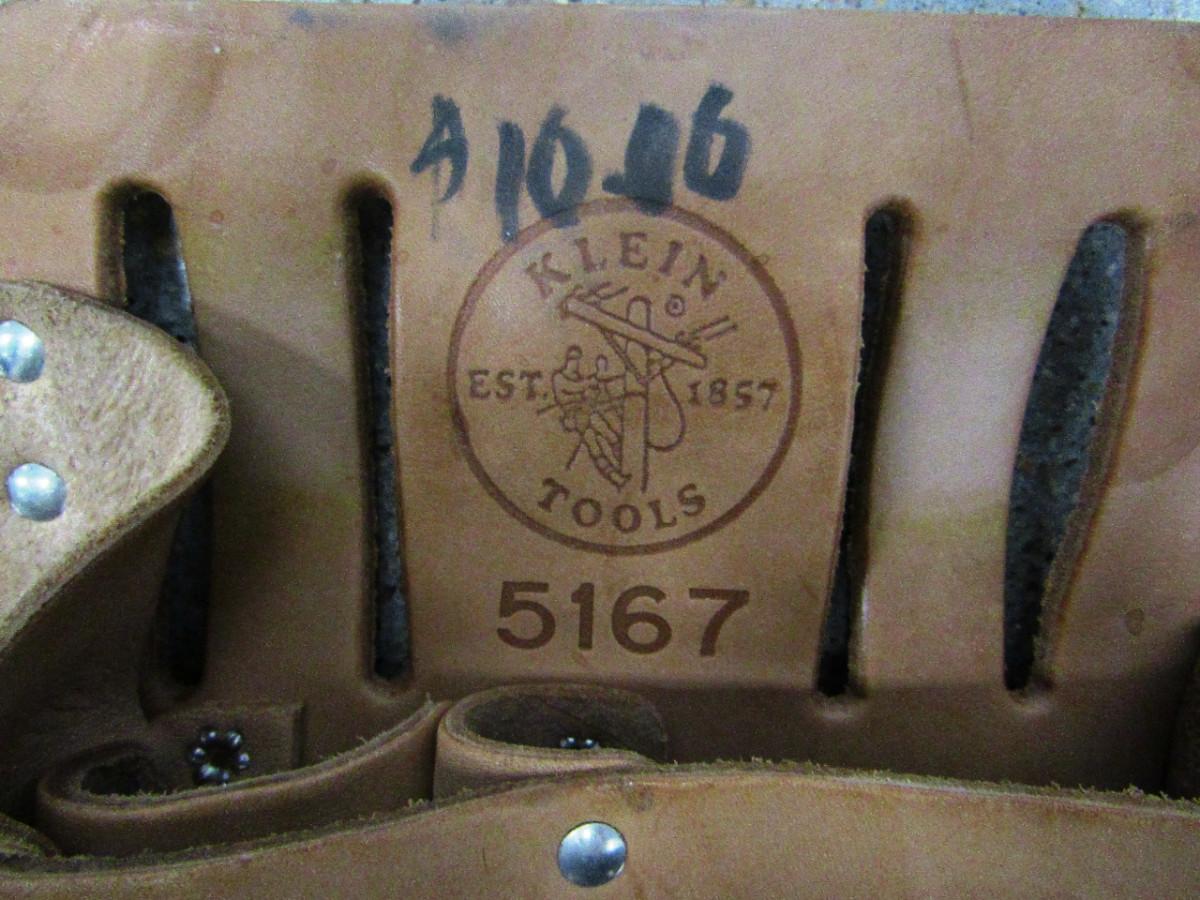 KLEIN
®
EST. 1857
TOOLS
5167